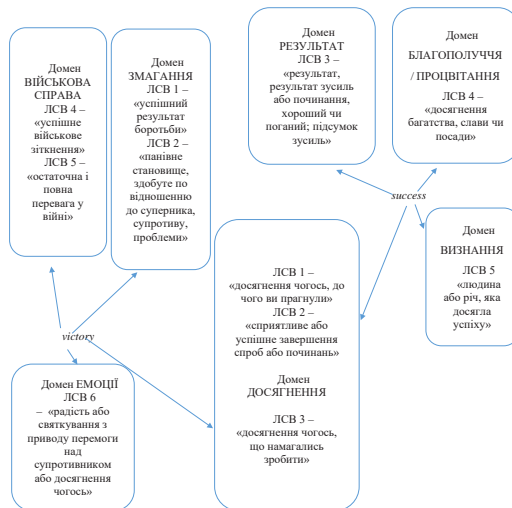 Домен
ВІЙСЬКОВА
СПРАВА
ЛСВ 4 –
«успішне
військове
зіткнення»
ЛСВ 5 –
«остаточна і
повна
перевага у
війні»
Домен
ЗМАГАННЯ
ЛСВ 1 –
«успішний
результат
боротьби»
ЛСВ 2 –
«панівне
становище,
здобуте по
відношенню
до суперника,
супротиву,
проблеми»
Домен
РЕЗУЛЬТАТ
ЛСВ 3 –
«результат,
результат зусиль
або починання,
хороший чи
поганий; підсумок
зусиль»
Домен
БЛАГОПОЛУЧЧЯ
/ ПРОЦВІТАННЯ
ЛСВ 4 –
«досягнення
багатства, слави чи
посади»
success
Домен
ВИЗНАННЯ
ЛСВ 5
«людина
або річ, яка
досягла
успіху»
victory
ЛСВ 1 –
«досягнення чогось, до
чого ви прагнули»
ЛСВ 2 –
«сприятливе або
успішне завершення
спроб або починань»
Домен
ДОСЯГНЕННЯ
ЛСВ 3 –
«досягнення чогось,
що намагались
зробити»
Домен ЕМОЦІЇ
ЛСВ 6
– «радість або
святкування з
приводу перемоги
над
супротивником
або досягнення
чогось»